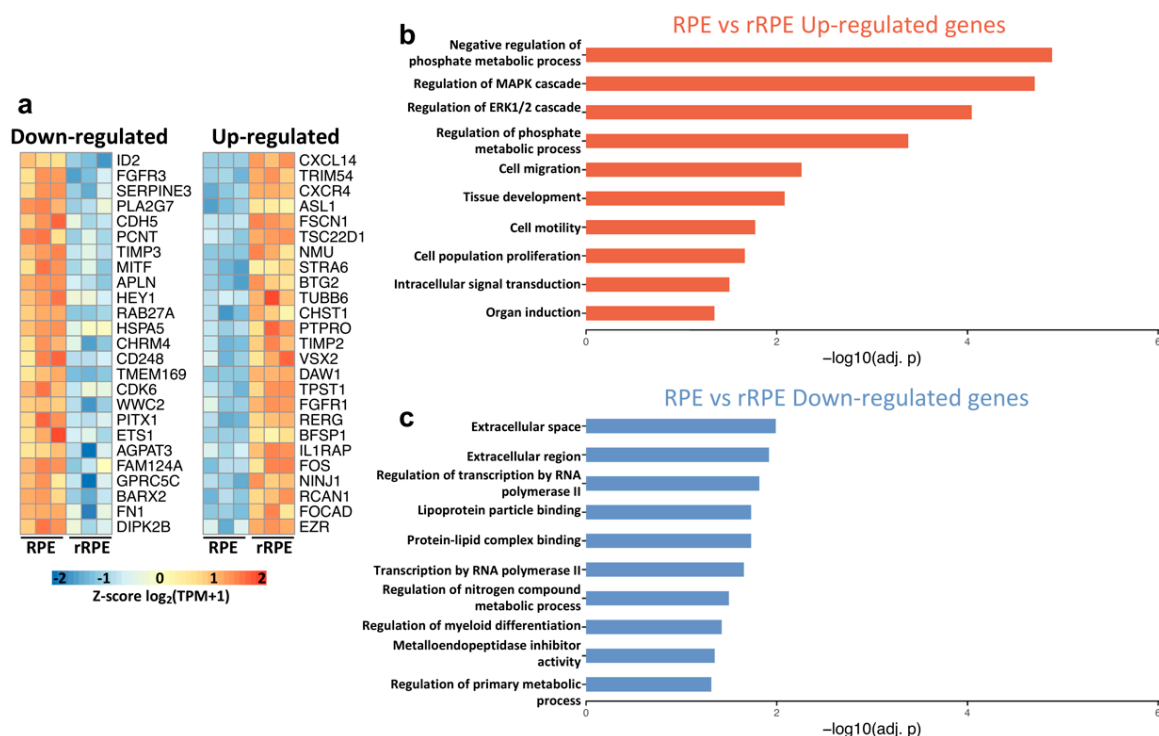 a
Down-regulated
Up-regulated
ID2
FGFR3
SERPINE3
PLA2G7
CDH5
PCNT
TIMP3
MITF
APLN
HEY1
RAB27A
HSPA5
CHRM4
CD248
TMEM169
CDK6
WWC2
PITX1
ETS1
AGPAT3
FAM124A
GPRC5C
BARX2
FN1
DIPK2B
RPE rRPE
CXCL14
TRIM54
CXCR4
ASL1
FSCN1
TSC22D1
NMU
STRA6
BTG2
TUBB6
CHST1
PTPRO
TIMP2
VSX2
DAW1
TPST1
FGFR1
RERG
BFSP1
IL1RAP
FOS
NINJ1
RCAN1
FOCAD
EZR
RPE rRPE
-2 -1 0 1 2
Z-score log₂(TPM+1)
b
RPE vs rRPE Up-regulated genes
Negative regulation of
phosphate metabolic process
Regulation of MAPK cascade
Regulation of ERK1/2 cascade
Regulation of phosphate
metabolic process
Cell migration
Tissue development
Cell motility
Cell population proliferation
Intracellular signal transduction
Organ induction
0 2 4 6
−log10(adj. p)
c
RPE vs rRPE Down-regulated genes
Extracellular space
Extracellular region
Regulation of transcription by RNA
polymerase II
Lipoprotein particle binding
Protein-lipid complex binding
Transcription by RNA polymerase II
Regulation of nitrogen compound
metabolic process
Regulation of myeloid differentiation
Metalloendopeptidase inhibitor
activity
Regulation of primary metabolic
process
0 2 4 6
−log10(adj. p)